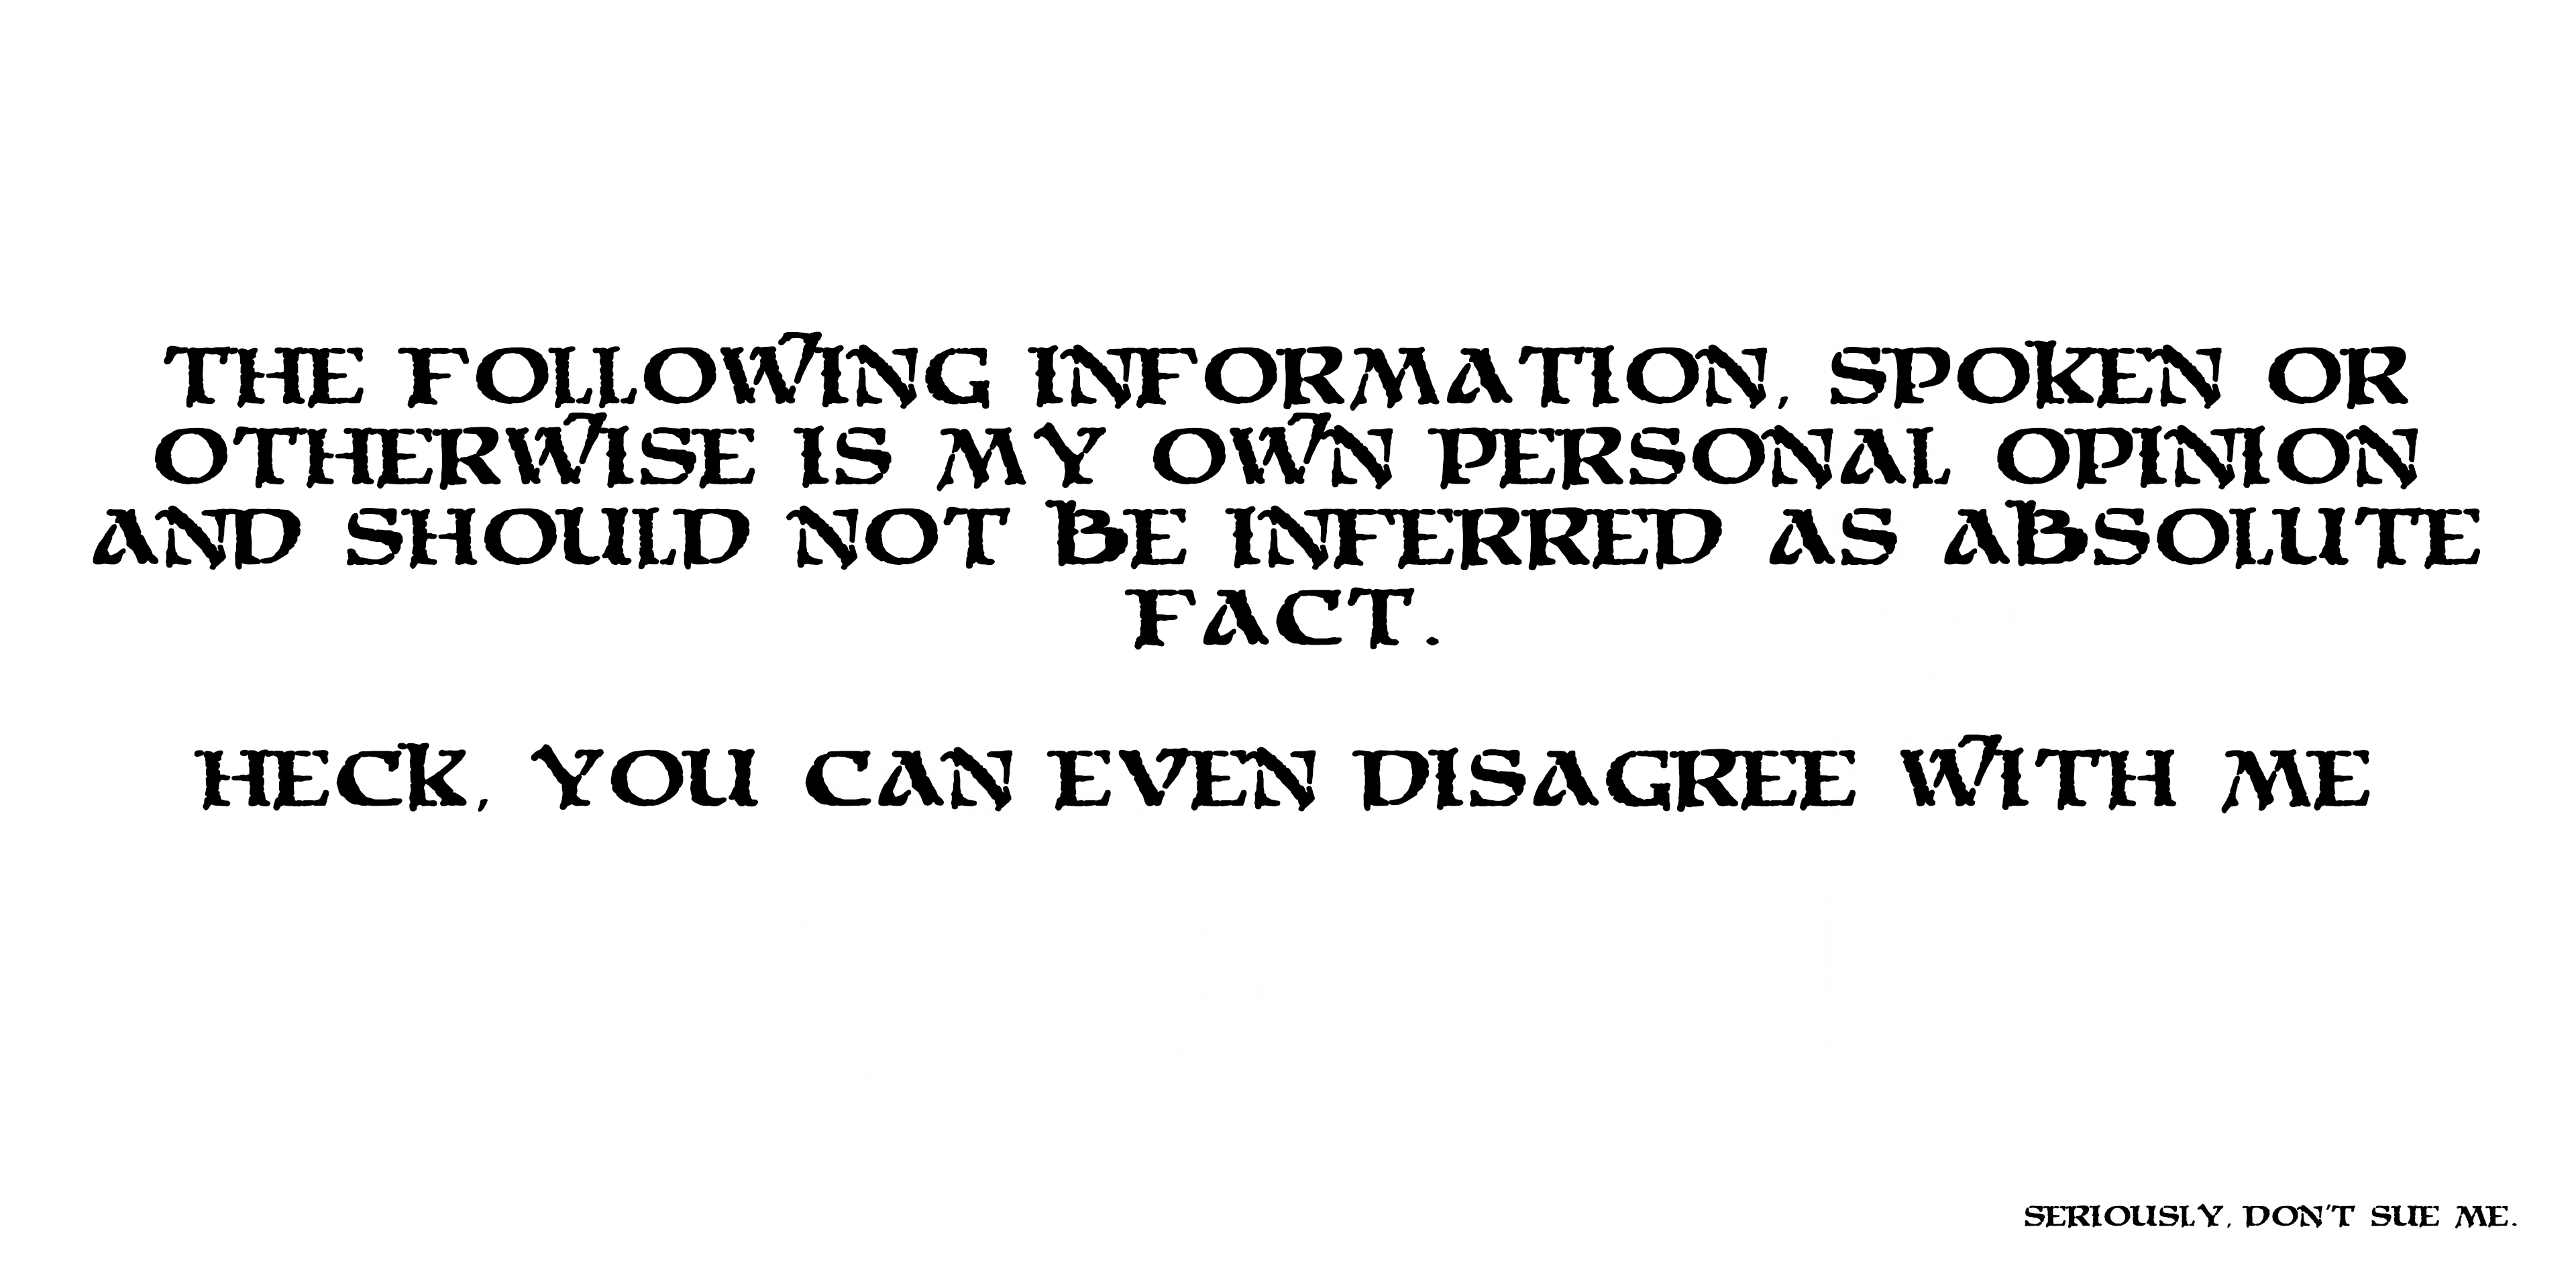 THE FOLLOWING INFORMATION, SPOKEN OR
OTHERWISE IS MY OWN PERSONAL OPINION
AND SHOULD NOT BE INFERRED AS ABSOLUTE
FACT.
HECK, YOU CAN EVEN DISAGREE WITH ME
SERIOUSLY, DON'T SUE ME.